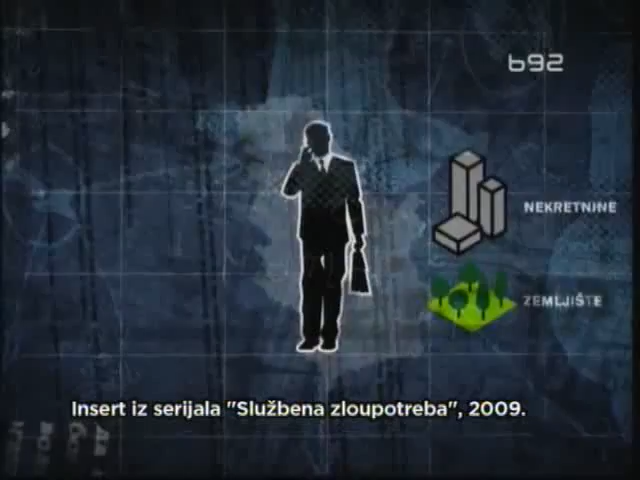 b92
NEKRETNINE
ZEMLJIŠTE
Insert iz serijala "Službena zloupotreba", 2009.